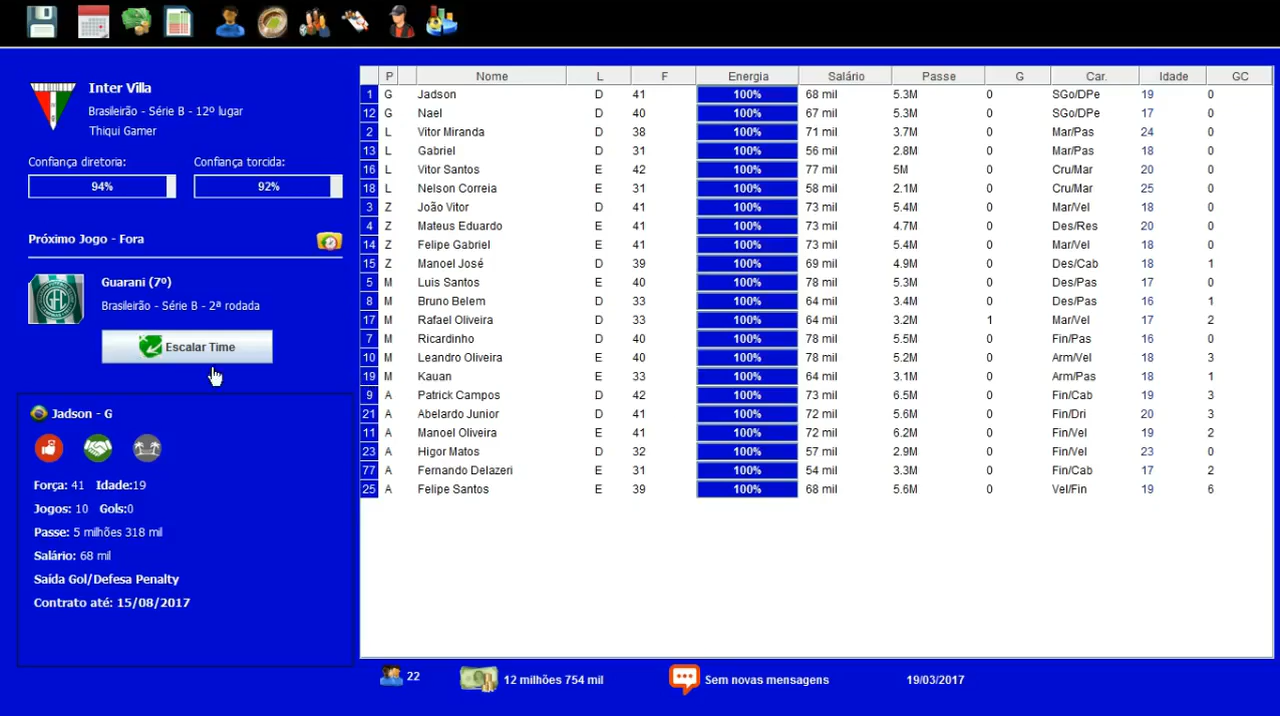 Inter Villa
Brasileirão - Série B - 12º lugar
Thiqui Gamer
Confiança diretoria: Confiança torcida:
94% 92%
Próximo Jogo - Fora
Guarani (7º)
Brasileirão - Série B - 2ª rodada
Escalar Time
Jadson - G
Força: 41 Idade:19
Jogos: 10 Gols:0
Passe: 5 milhões 318 mil
Salário: 68 mil
Saída Gol/Defesa Penalty
Contrato até: 15/08/2017
P Nome L F Energia Salário Passe G Car. Idade GC
1 G Jadson D 41 100% 68 mil 5.3M 0 SGo/DPe 19 0
12 G Nael D 40 100% 67 mil 5.3M 0 SGo/DPe 17 0
2 L Vitor Miranda D 38 100% 71 mil 3.7M 0 Mar/Pas 24 0
13 L Gabriel D 31 100% 56 mil 2.8M 0 Mar/Pas 18 0
16 L Vitor Santos E 42 100% 77 mil 5M 0 Cru/Mar 20 0
18 L Nelson Correia E 31 100% 58 mil 2.1M 0 Cru/Mar 25 0
3 Z João Vitor D 41 100% 73 mil 5.4M 0 Mar/Vel 18 0
4 Z Mateus Eduardo E 41 100% 73 mil 4.7M 0 Des/Res 20 0
14 Z Felipe Gabriel E 41 100% 73 mil 5.4M 0 Mar/Vel 18 0
15 Z Manoel José D 39 100% 69 mil 4.9M 0 Des/Cab 18 1
5 M Luis Santos E 40 100% 78 mil 5.3M 0 Des/Pas 17 0
8 M Bruno Belem D 33 100% 64 mil 3.4M 0 Des/Pas 16 1
17 M Rafael Oliveira D 33 100% 64 mil 3.2M 1 Mar/Vel 17 2
7 M Ricardinho D 40 100% 78 mil 5.5M 0 Fin/Pas 16 0
10 M Leandro Oliveira E 40 100% 78 mil 5.2M 0 Arm/Vel 18 3
19 M Kauan E 33 100% 64 mil 3.1M 0 Arm/Pas 18 1
9 A Patrick Campos D 42 100% 73 mil 6.5M 0 Fin/Cab 19 3
21 A Abelardo Junior D 41 100% 72 mil 5.6M 0 Fin/Dri 20 3
11 A Manoel Oliveira E 41 100% 72 mil 6.2M 0 Fin/Vel 19 2
23 A Higor Matos D 32 100% 57 mil 2.9M 0 Fin/Vel 23 0
77 A Fernando Delazeri E 31 100% 54 mil 3.3M 0 Fin/Cab 17 2
25 A Felipe Santos E 39 100% 68 mil 5.6M 0 Vel/Fin 19 6
22 12 milhões 754 mil Sem novas mensagens 19/03/2017